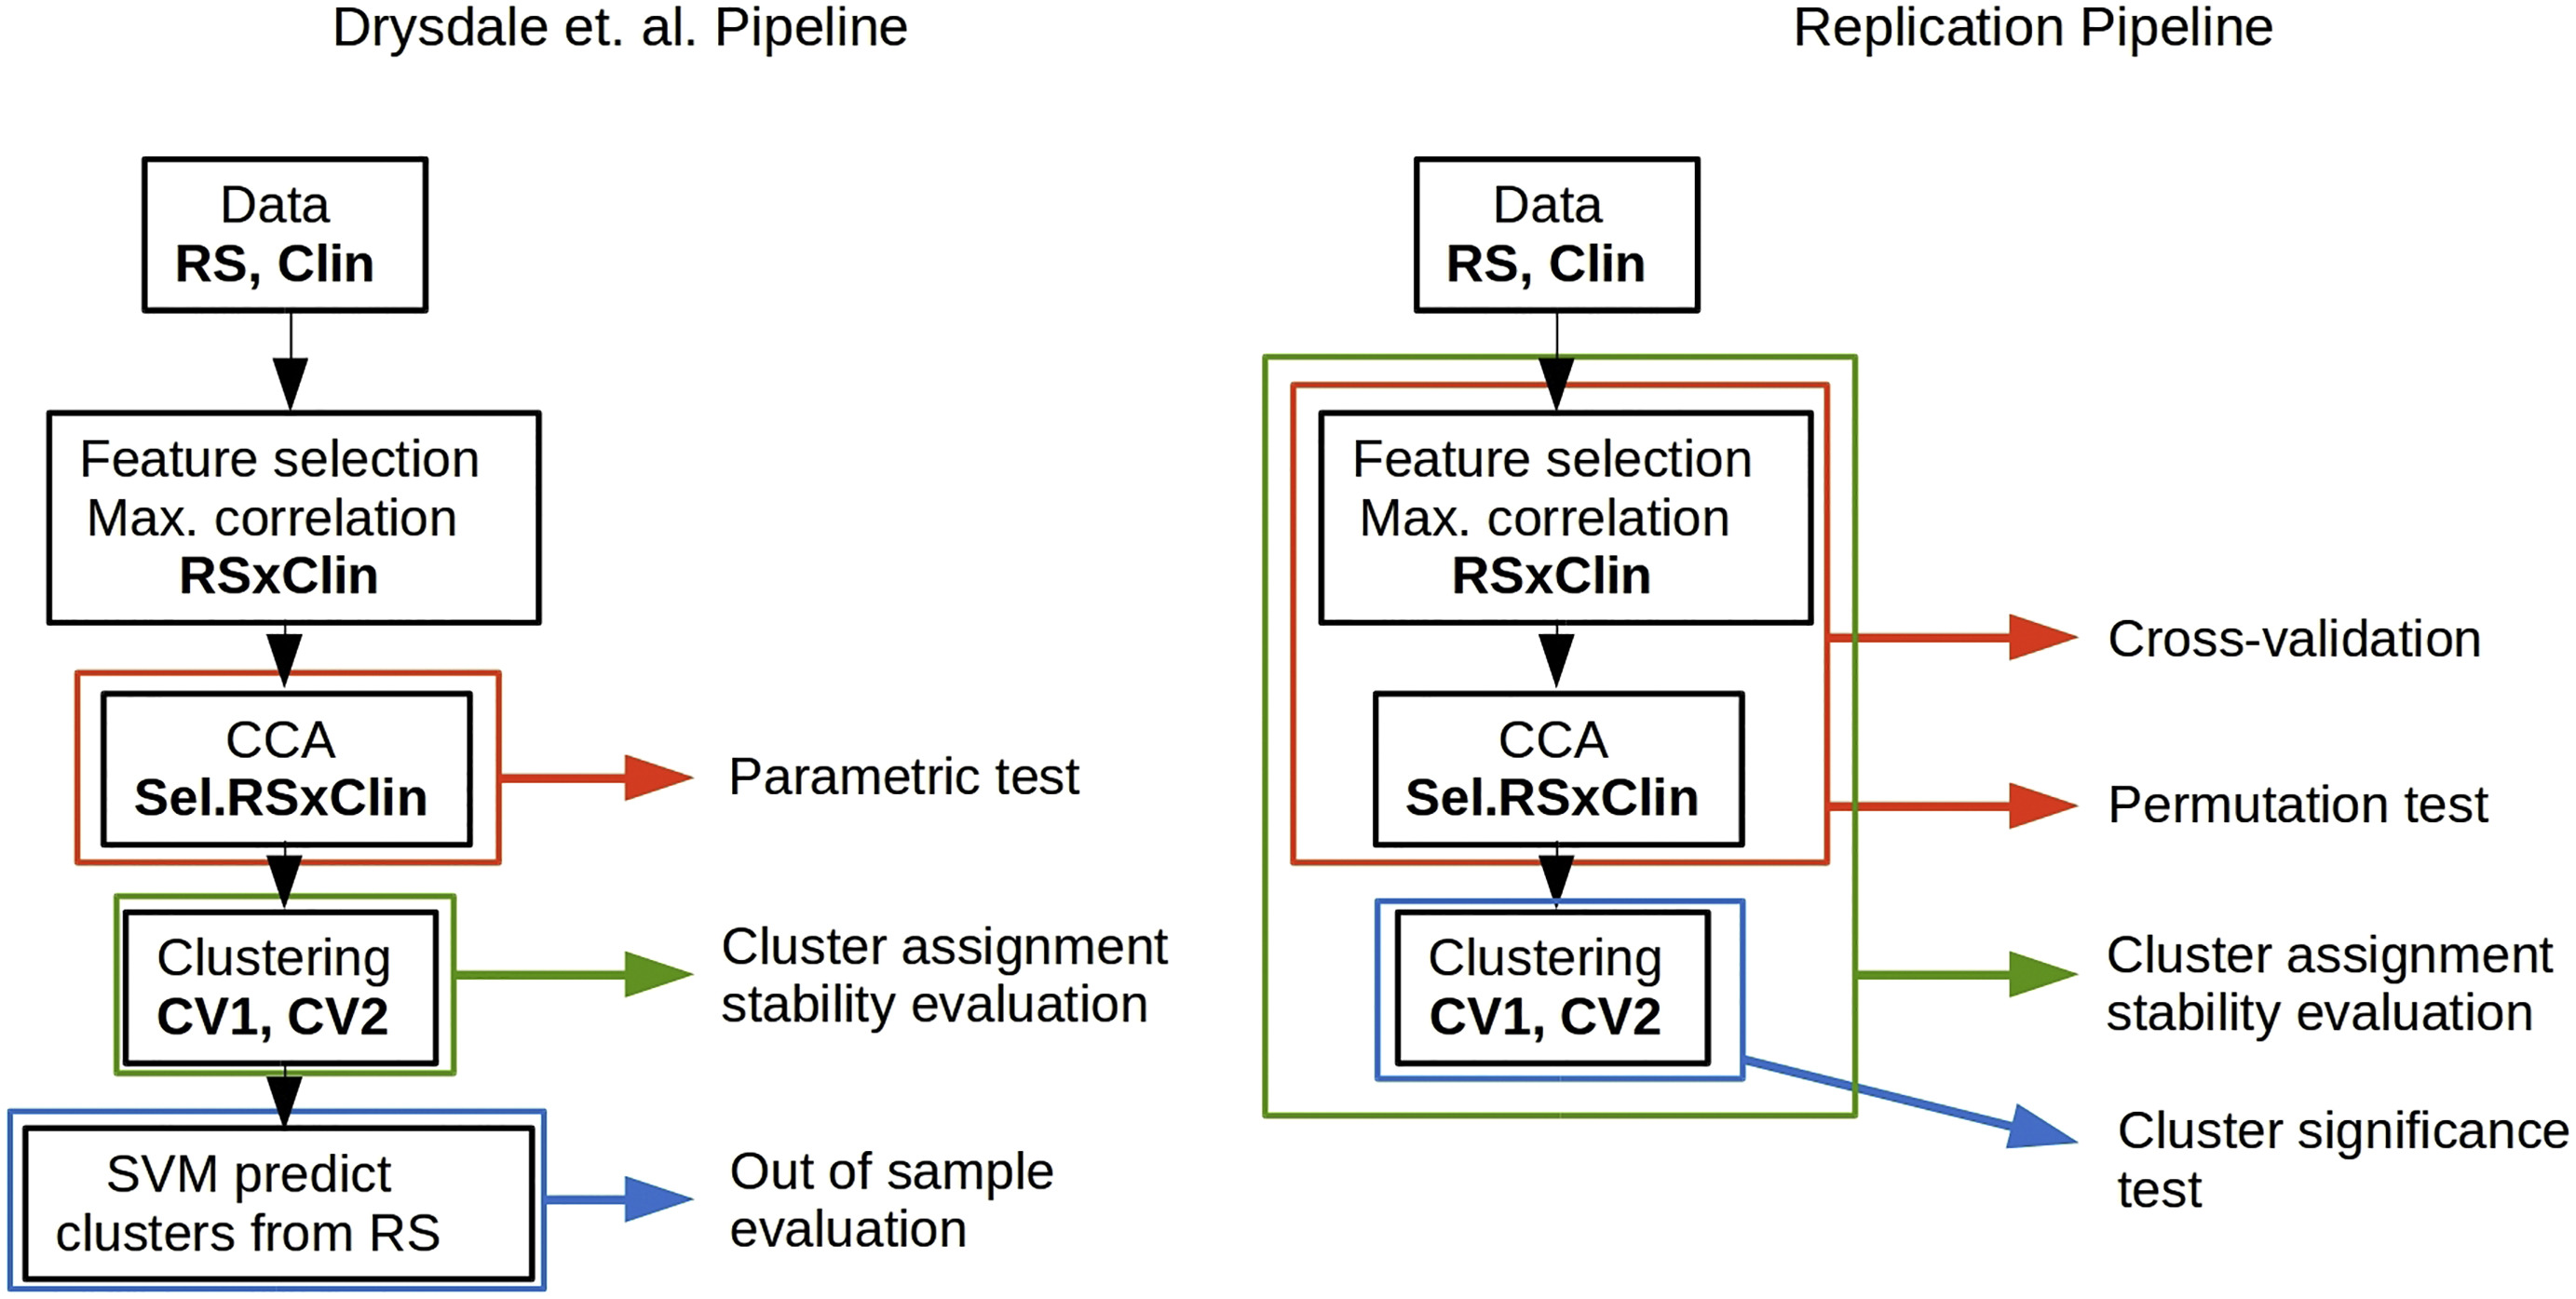 Drysdale et. al. Pipeline
Data
RS, Clin
Feature selection
Max. correlation
RSxClin
CCA
Sel.RSxClin
Parametric test
Clustering
CV1, CV2
Cluster assignment
stability evaluation
SVM predict
clusters from RS
Out of sample
evaluation
Replication Pipeline
Data
RS, Clin
Feature selection
Max. correlation
RSxClin
Cross-validation
CCA
Sel.RSxClin
Permutation test
Clustering
CV1, CV2
Cluster assignment
stability evaluation
Cluster significance
test